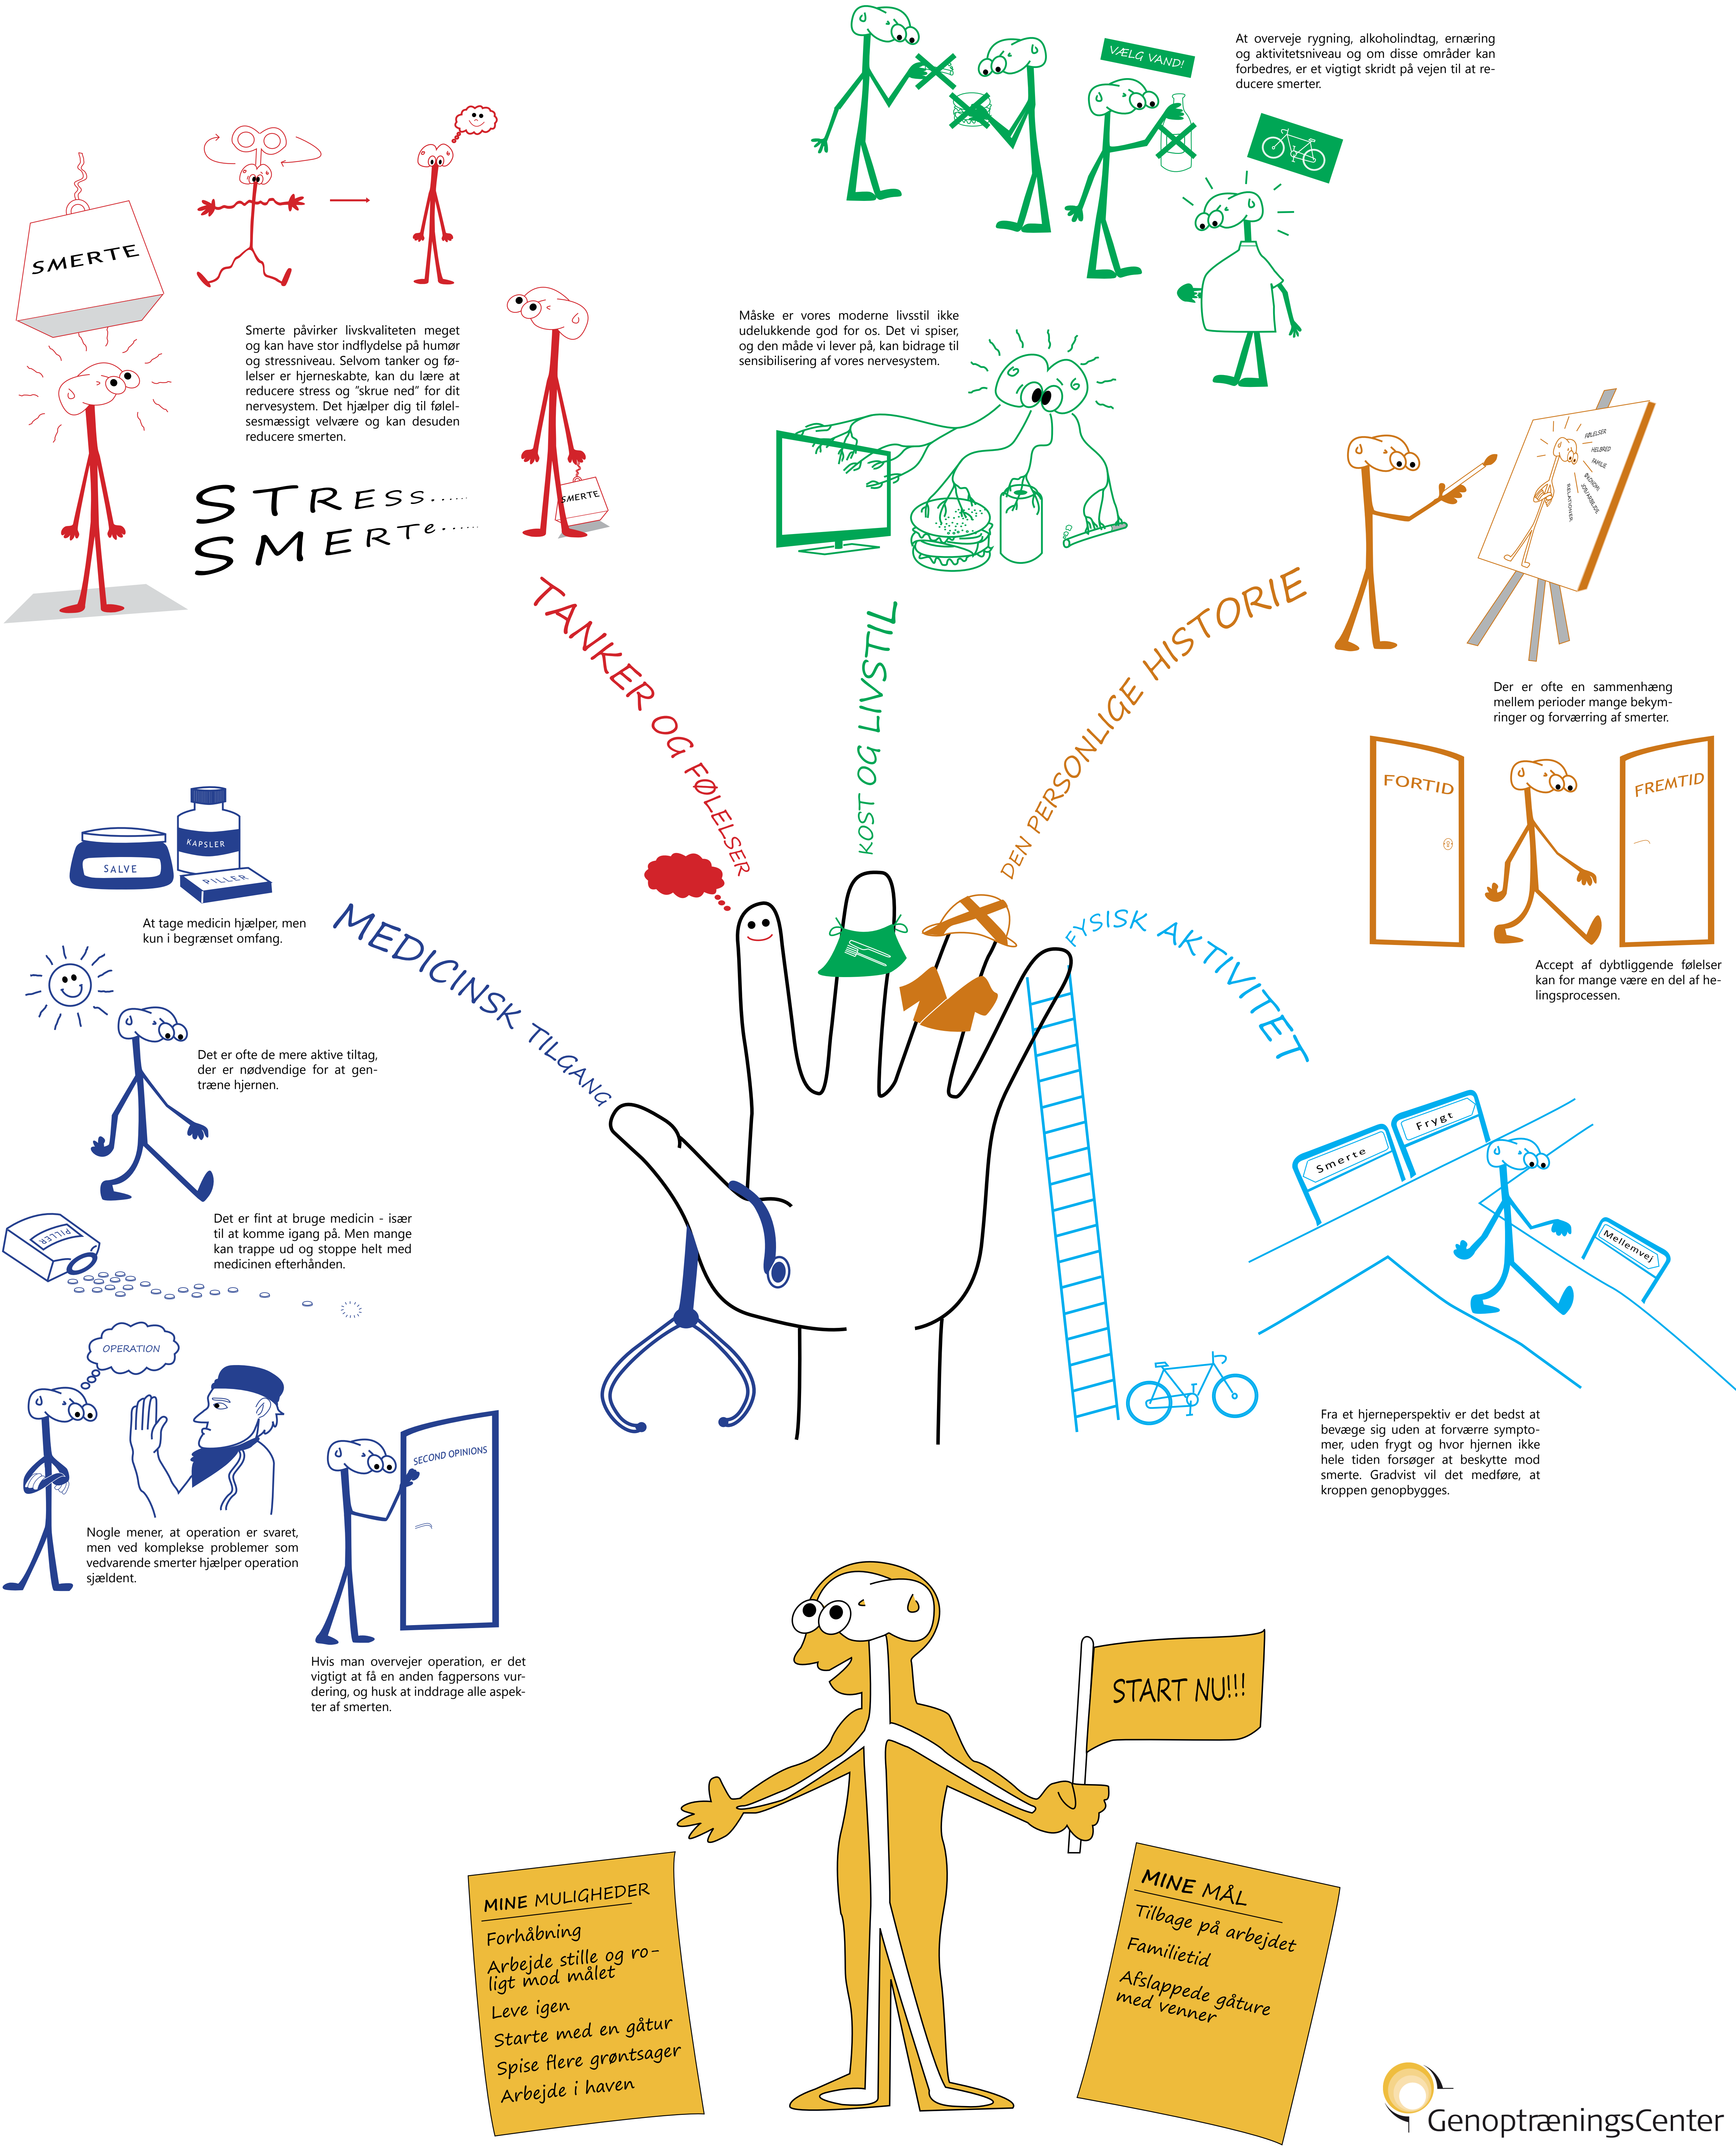 At overveje rygning, alkoholindtag, ernæring
og aktivitetsniveau og om disse områder kan
forbedres, er et vigtigt skridt på vejen til at re-
ducere smerter.
VÆLG VAND!
SMERTE
Smerte påvirker livskvaliteten meget
og kan have stor indflydelse på humør
og stressniveau. Selvom tanker og fø-
lelser er hjerneskabte, kan du lære at
reducere stress og ”skrue ned” for dit
nervesystem. Det hjælper dig til følel-
sesmæssigt velvære og kan desuden
reducere smerten.
STRESS......
SMERTe......
SMERTE
Måske er vores moderne livsstil ikke
udelukkende god for os. Det vi spiser,
og den måde vi lever på, kan bidrage til
sensibilisering af vores nervesystem.
FØLELSER
HELBRED
FAMILIE
ØKONOMI
JOB/ARBEJDE
RELATIONER
Der er ofte en sammenhæng
mellem perioder mange bekym-
ringer og forværring af smerter.
FORTID
FREMTID
Accept af dybtliggende følelser
kan for mange være en del af he-
lingsprocessen.
TANKER OG FØLELSER
KOST OG LIVSTIL
DEN PERSONLIGE HISTORIE
MEDICINSK TILGANG
FYSISK AKTIVITET
SALVE
KAPSLER
PILLER
At tage medicin hjælper, men
kun i begrænset omfang.
Det er ofte de mere aktive tiltag,
der er nødvendige for at gen-
træne hjernen.
PILLER
Det er fint at bruge medicin - især
til at komme igang på. Men mange
kan trappe ud og stoppe helt med
medicinen efterhånden.
OPERATION
Nogle mener, at operation er svaret,
men ved komplekse problemer som
vedvarende smerter hjælper operation
sjældent.
SECOND OPINIONS
Hvis man overvejer operation, er det
vigtigt at få en anden fagpersons vur-
dering, og husk at inddrage alle aspek-
ter af smerten.
Smerte
Frygt
Mellemvej
Fra et hjerneperspektiv er det bedst at
bevæge sig uden at forværre sympto-
mer, uden frygt og hvor hjernen ikke
hele tiden forsøger at beskytte mod
smerte. Gradvist vil det medføre, at
kroppen genopbygges.
START NU!!!
MINE MULIGHEDER
Forhåbning
Arbejde stille og ro-
ligt mod målet
Leve igen
Starte med en gåtur
Spise flere grøntsager
Arbejde i haven
MINE MÅL
Tilbage på arbejdet
Familietid
Afslappede gåture
med venner
GenoptræningsCenter